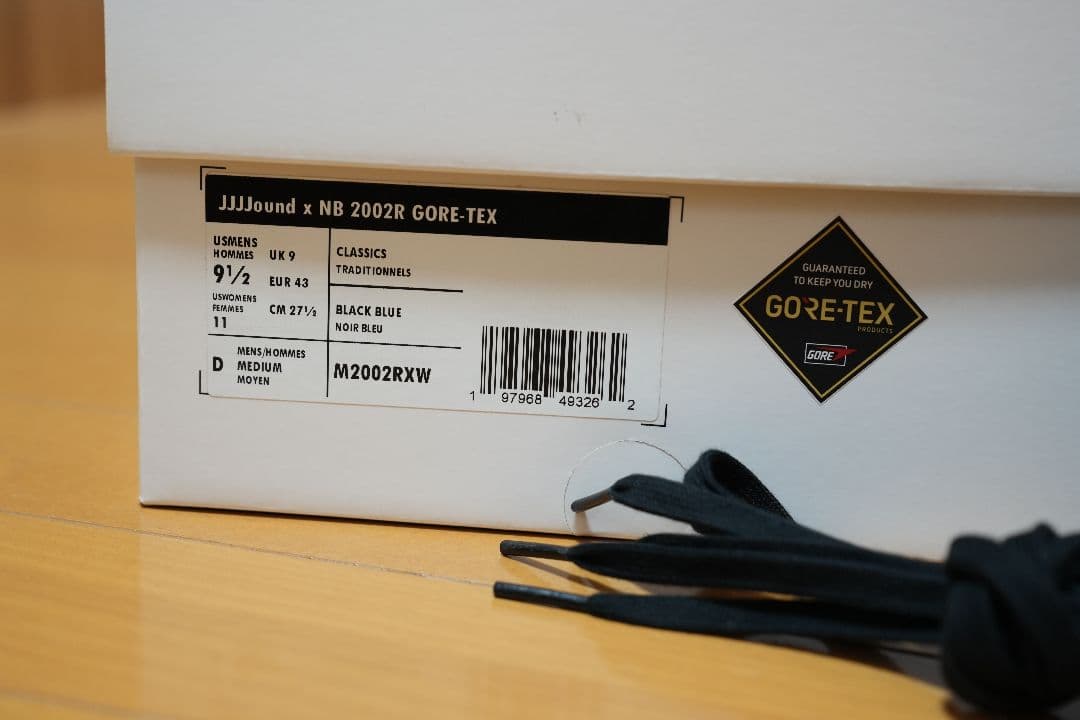 JJJJound x NB 2002R GORE-TEX
USMENS
HOMMES
9½
UK 9
EUR 43
USWOMENS
FEMMES
11
CM 27½
CLASSICS
TRADITIONNELS
BLACK BLUE
NOIR BLEU
D
MENS/HOMMES
MEDIUM
MOYEN
M2002RXW
1 97968 49326 2
GUARANTEED
TO KEEP YOU DRY
GORE-TEX
PRODUCTS
GORE